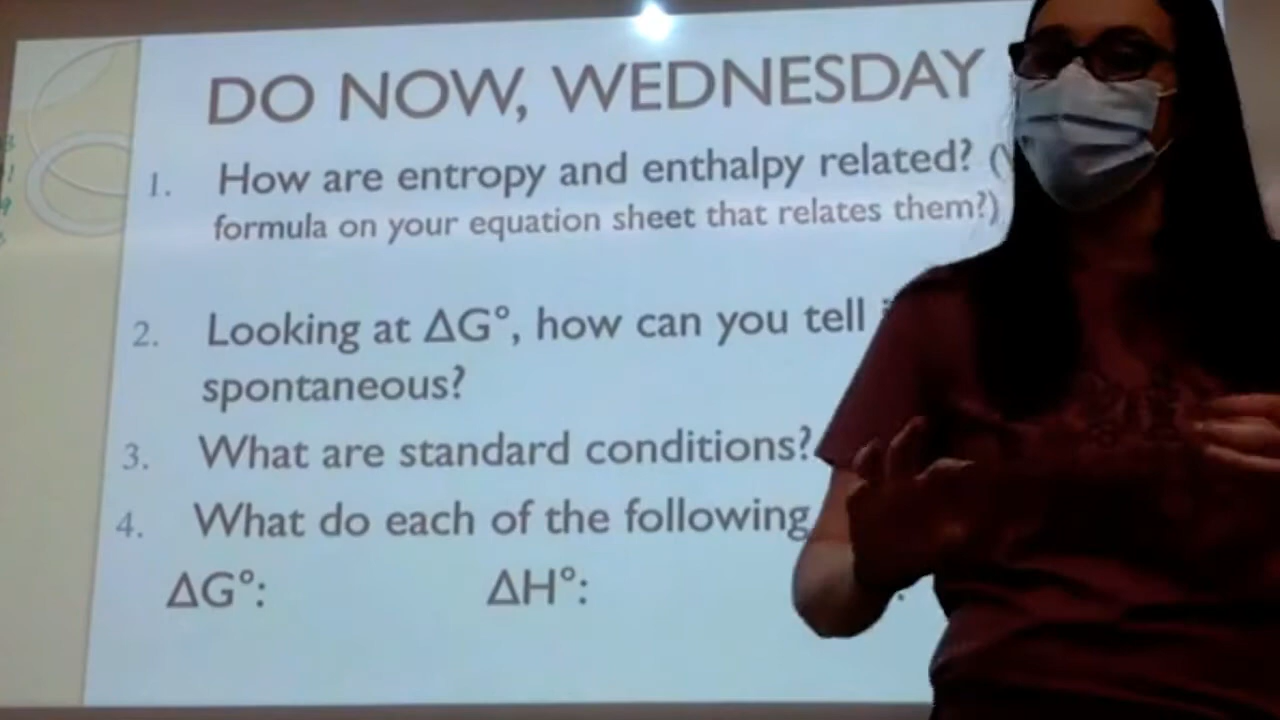 DO NOW, WEDNESDAY
1. How are entropy and enthalpy related? (
formula on your equation sheet that relates them?)
2. Looking at ΔG°, how can you tell
spontaneous?
3. What are standard conditions?
4. What do each of the following
ΔG°: ΔH°: